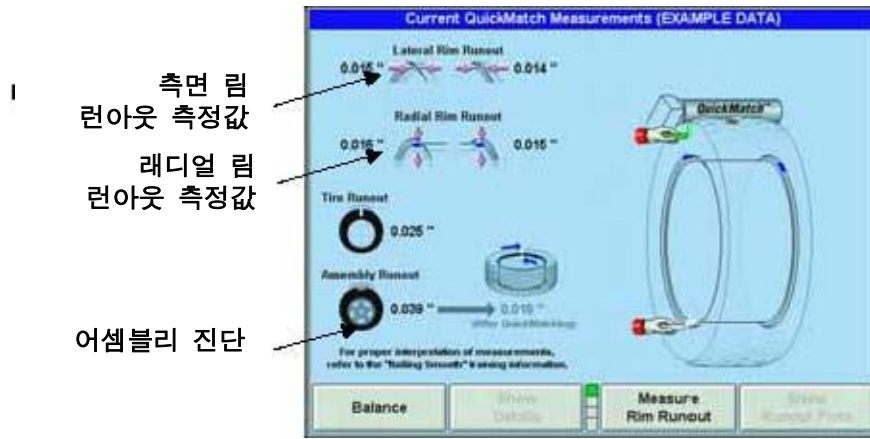 Current QuickMatch Measurements (EXAMPLE DATA)
Lateral Rim Runout
0.015 " 0.014 "
측면 림
런아웃 측정값
Radial Rim Runout
0.016 " 0.015 "
래디얼 림
런아웃 측정값
QuickMatch
Tire Runout
0.025 "
Assembly Runout
0.039 " 0.010 "
(After QuickMatching)
어셈블리 진단
For proper interpretation of measurements,
refer to the "Rolling Smooth" training information.
Balance
Show
Details
Measure
Rim Runout
Show
Runout Plots